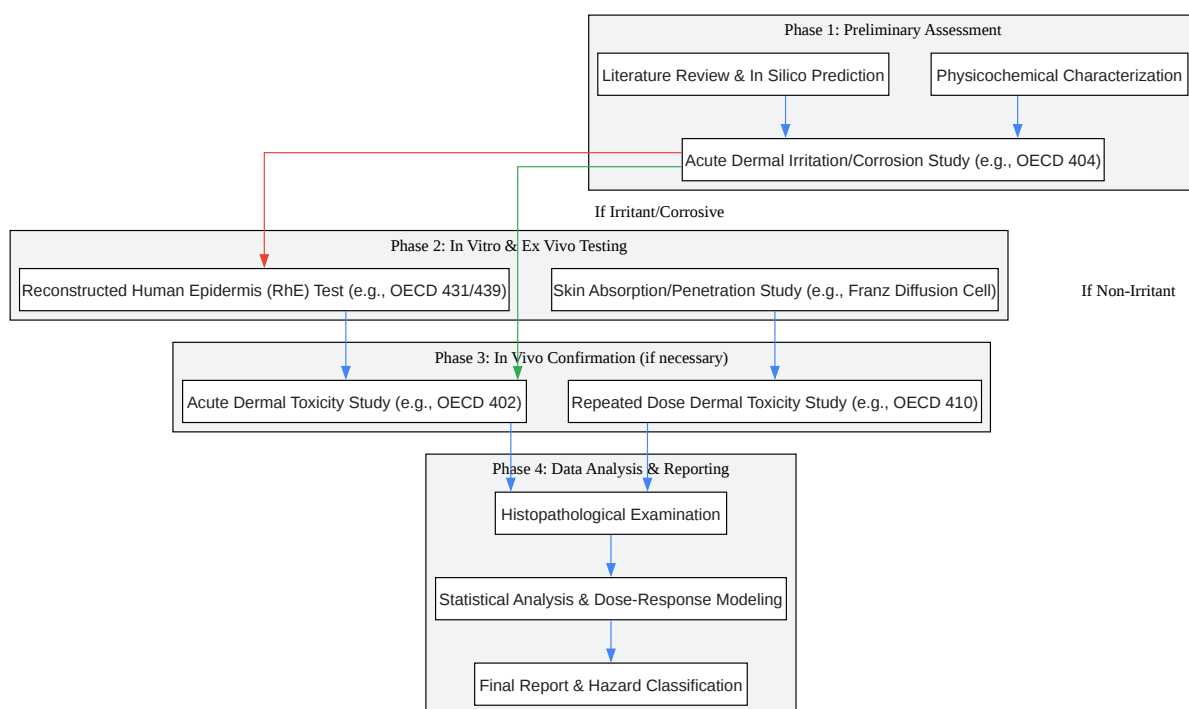 Phase 1: Preliminary Assessment
Literature Review & In Silico Prediction
Physicochemical Characterization
Acute Dermal Irritation/Corrosion Study (e.g., OECD 404)
If Irritant/Corrosive
Phase 2: In Vitro & Ex Vivo Testing
Reconstructed Human Epidermis (RhE) Test (e.g., OECD 431/439)
Skin Absorption/Penetration Study (e.g., Franz Diffusion Cell)
If Non-Irritant
Phase 3: In Vivo Confirmation (if necessary)
Acute Dermal Toxicity Study (e.g., OECD 402)
Repeated Dose Dermal Toxicity Study (e.g., OECD 410)
Phase 4: Data Analysis & Reporting
Histopathological Examination
Statistical Analysis & Dose-Response Modeling
Final Report & Hazard Classification